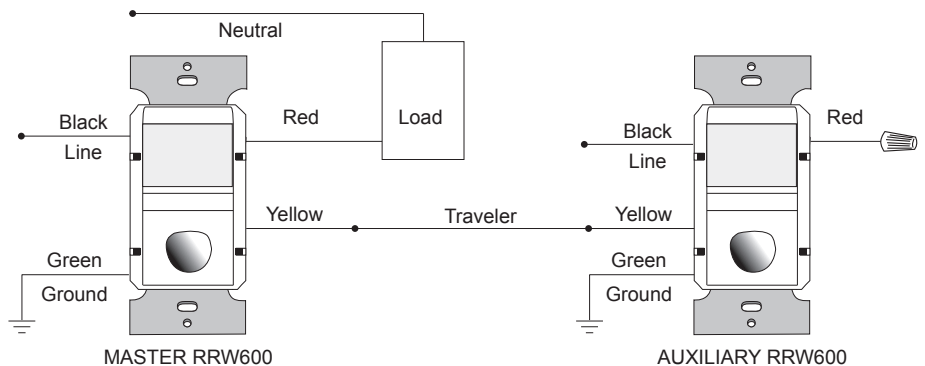 Neutral
Black
Line
Red
Load
Black
Line
Red
Yellow
Traveler
Yellow
Green
Ground
Green
Ground
MASTER RRW600
AUXILIARY RRW600